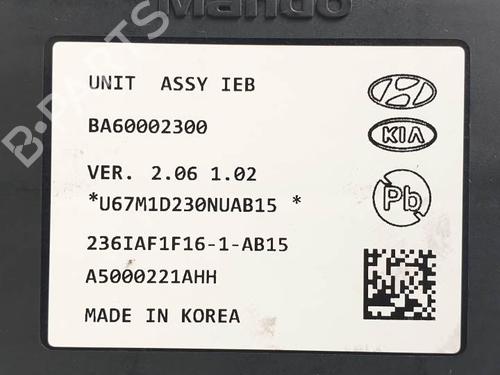 Mando
UNIT ASSY IEB
BA60002300
KIA
VER. 2.06 1.02
Pb
*U67M1D230NUAB15 *
236IAF1F16-1-AB15
A5000221AHH
MADE IN KOREA
B-PARTS